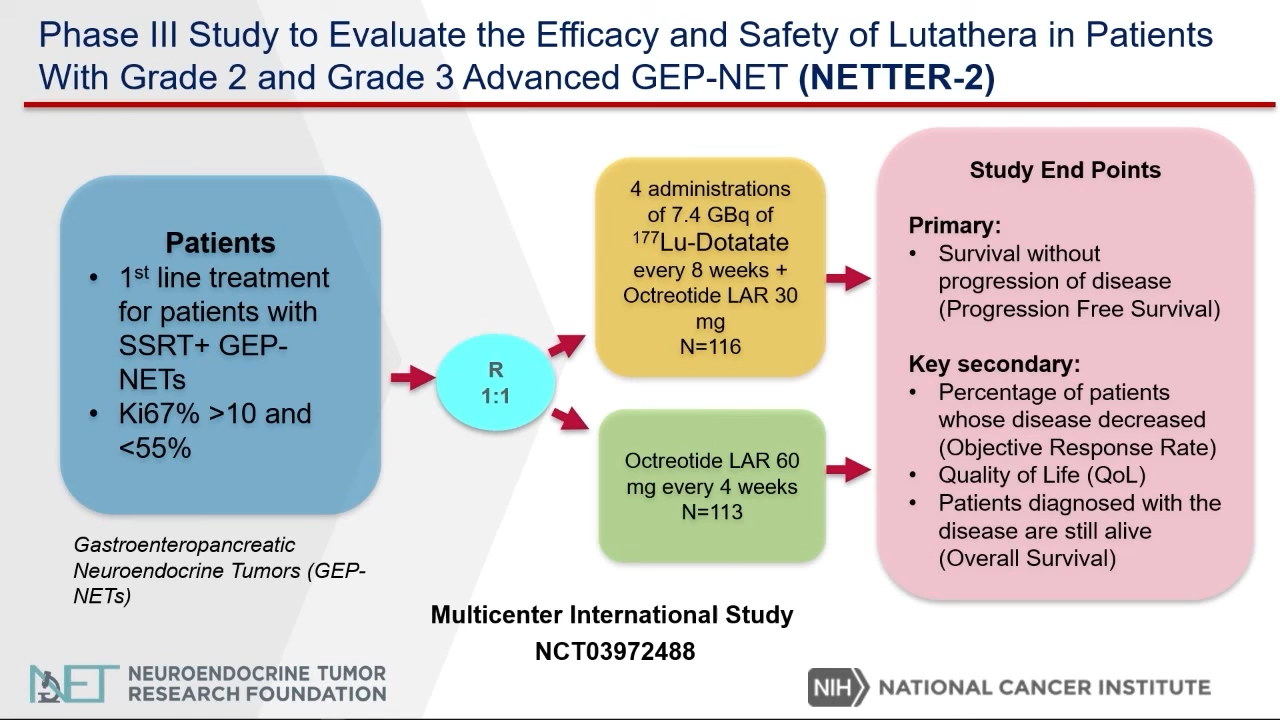 Phase III Study to Evaluate the Efficacy and Safety of Lutathera in Patients
With Grade 2 and Grade 3 Advanced GEP-NET (NETTER-2)
Patients
• 1st line treatment
for patients with
SSRT+ GEP-
NETs
• Ki67% >10 and
<55%
Gastroenteropancreatic
Neuroendocrine Tumors (GEP-
NETs)
R
1:1
4 administrations
of 7.4 GBq of
177Lu-Dotatate
every 8 weeks +
Octreotide LAR 30
mg
N=116
Octreotide LAR 60
mg every 4 weeks
N=113
Study End Points
Primary:
• Survival without
progression of disease
(Progression Free Survival)
Key secondary:
• Percentage of patients
whose disease decreased
(Objective Response Rate)
• Quality of Life (QoL)
• Patients diagnosed with the
disease are still alive
(Overall Survival)
Multicenter International Study
NCT03972488
NET NEUROENDOCRINE TUMOR
RESEARCH FOUNDATION
NIH NATIONAL CANCER INSTITUTE